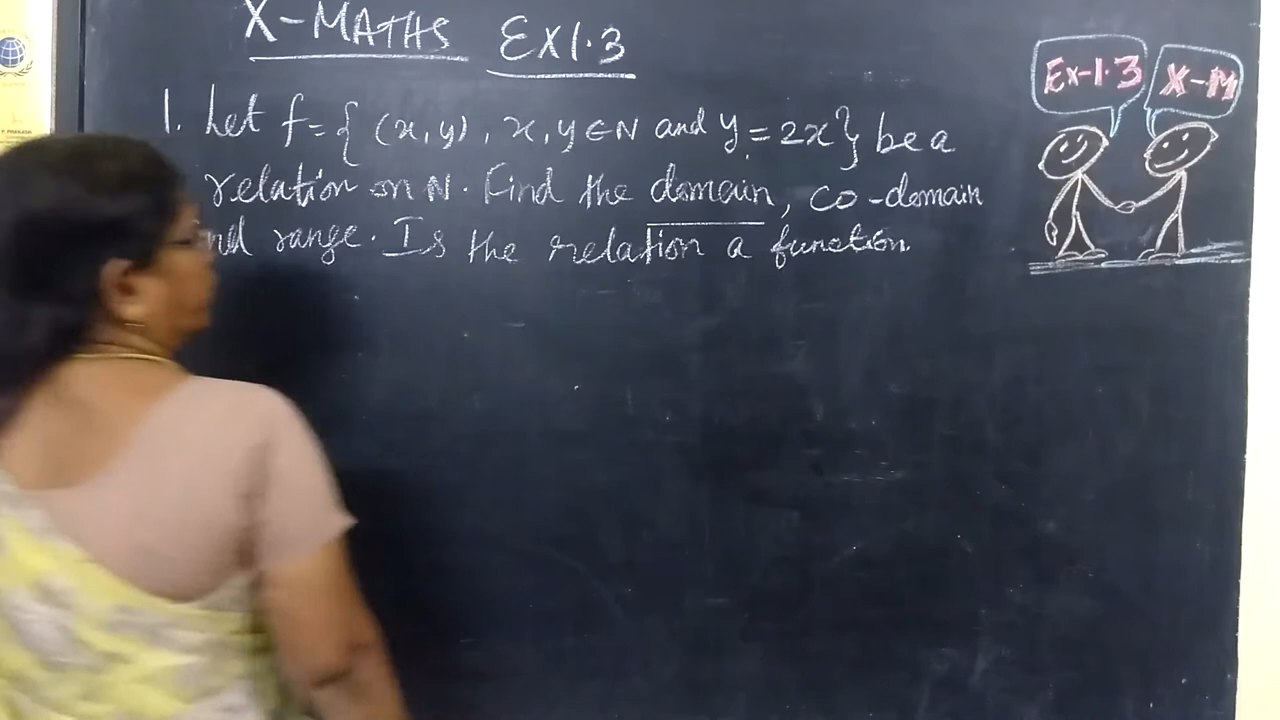 X-MATHS Ex1.3
Ex-1.3 X-M
1. Let f = { (x,y), x,y∈N and y = 2x} be a
relation on N. Find the domain, co-domain
nd range. Is the relation a function.